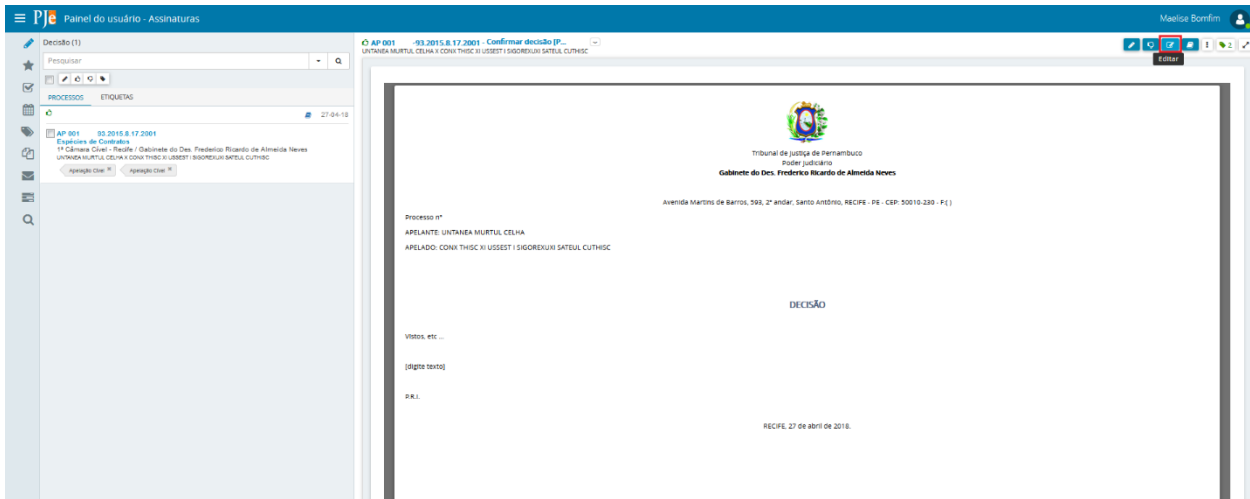 PJe Painel do usuário - Assinaturas
Maelise Bomfim
Decisão (1)
Pesquisar
PROCESSOS ETIQUETAS
27-04-18
AP 001 03.2015.8.17.2001
Espécies de Contratos
1ª Câmara Cível - Recife / Gabinete do Des. Frederico Ricardo de Almeida Neves
UNTANEA MURTUL CELHA X CONX THISC XI USSEST I SIGOREXUXI SATEUL CUTHISC
Apelação Cível Apelação Cível
AP 001 -93.2015.8.17.2001 - Confirmar decisão [P...
UNTANEA MURTUL CELHA X CONX THISC XI USSEST I SIGOREXUXI SATEUL CUTHISC
2
Editar
Tribunal de Justiça de Pernambuco
Poder Judiciário
Gabinete do Des. Frederico Ricardo de Almeida Neves
Avenida Martins de Barros, 593, 2º andar, Santo Antônio, RECIFE - PE - CEP: 50010-230 - F:( )
Processo nº
APELANTE: UNTANEA MURTUL CELHA
APELADO: CONX THISC XI USSEST I SIGOREXUXI SATEUL CUTHISC
DECISÃO
Vistos, etc ...
[digite texto]
P.R.I.
RECIFE, 27 de abril de 2018.